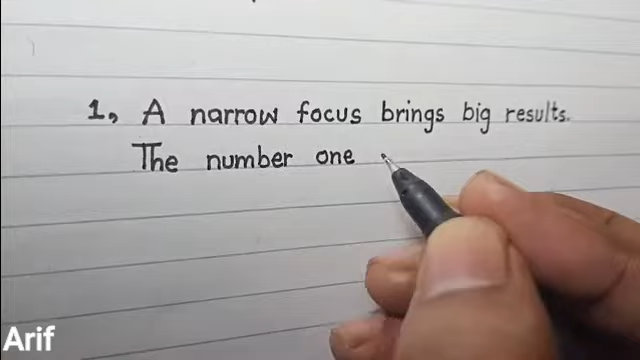 1, A narrow focus brings big results.
The number one
Arif